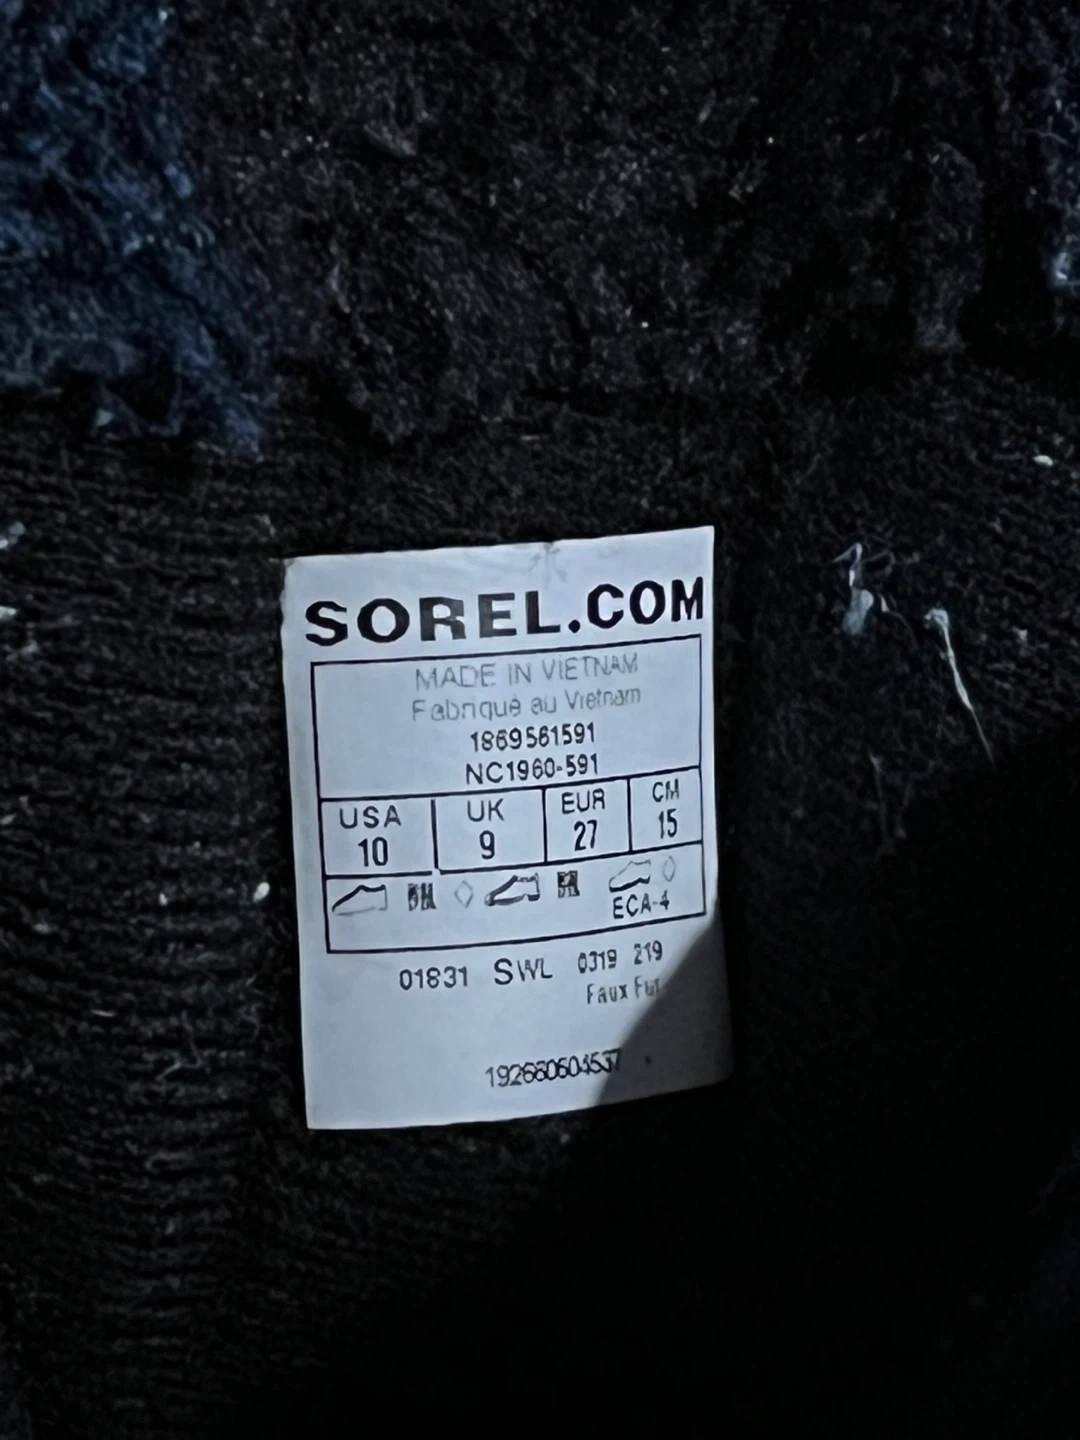 SOREL.COM
MADE IN VIETNAM
Fabriqué au Vietnam
1869561591
NC1960-591
USA UK EUR CM
10 9 27 15
ECA-4
01831 SWL 0319 219
Faux Fur
192660604537